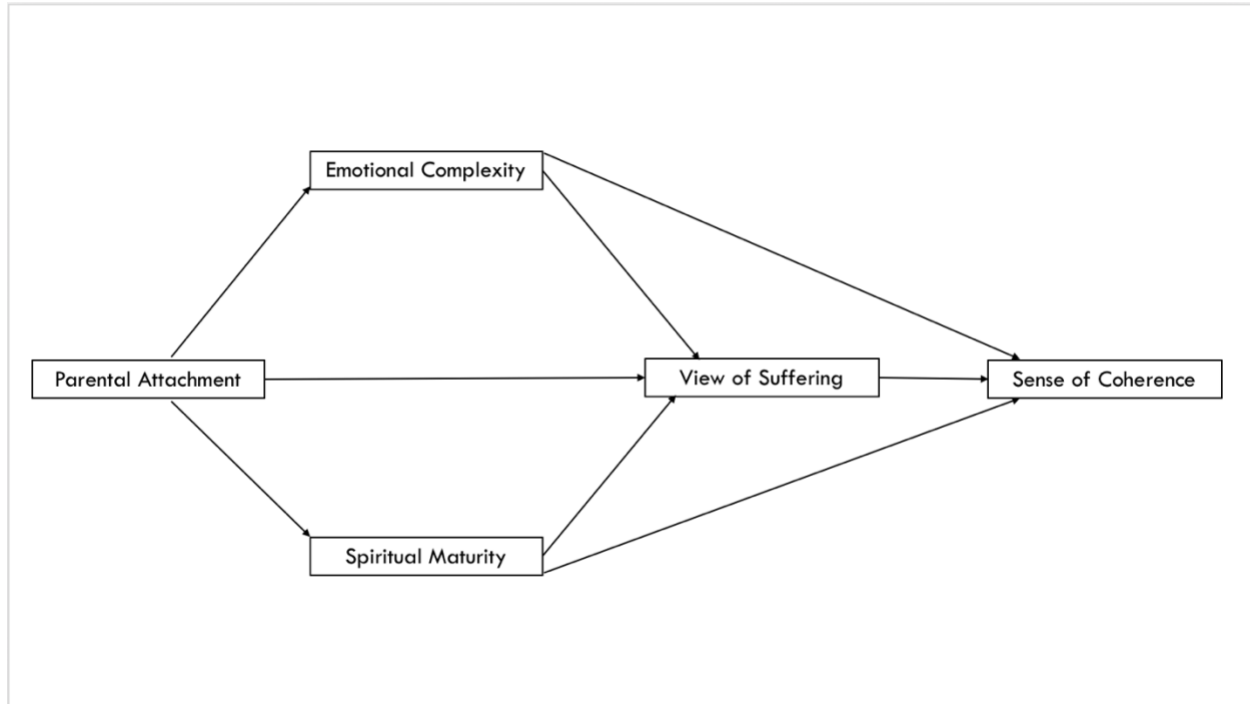 Emotional Complexity
Parental Attachment
View of Suffering
Sense of Coherence
Spiritual Maturity